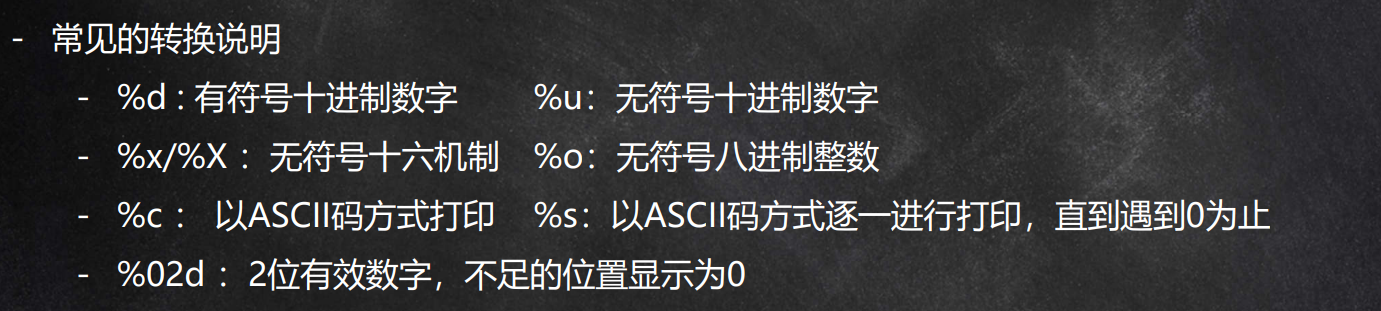 - 常见的转换说明
- %d : 有符号十进制数字 %u：无符号十进制数字
- %x/%X ：无符号十六机制 %o：无符号八进制整数
- %c ： 以ASCII码方式打印 %s：以ASCII码方式逐一进行打印，直到遇到0为止
- %02d ：2位有效数字，不足的位置显示为0